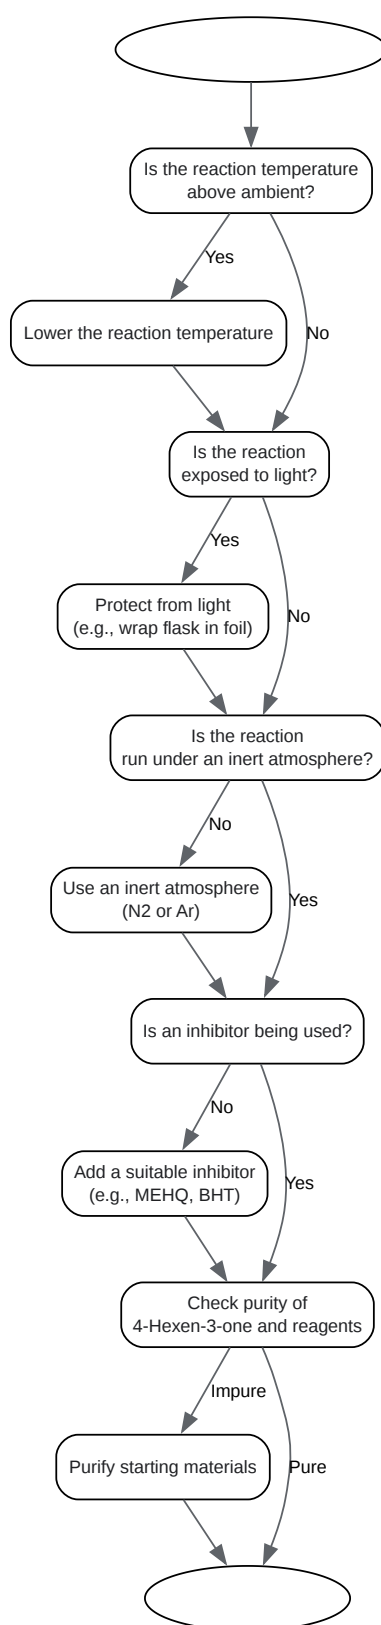 Is the reaction temperature
above ambient?
Yes
Lower the reaction temperature
No
Is the reaction
exposed to light?
Yes
Protect from light
(e.g., wrap flask in foil)
No
Is the reaction
run under an inert atmosphere?
No
Use an inert atmosphere
(N2 or Ar)
Yes
Is an inhibitor being used?
No
Add a suitable inhibitor
(e.g., MEHQ, BHT)
Yes
Check purity of
4-Hexen-3-one and reagents
Impure
Purify starting materials
Pure